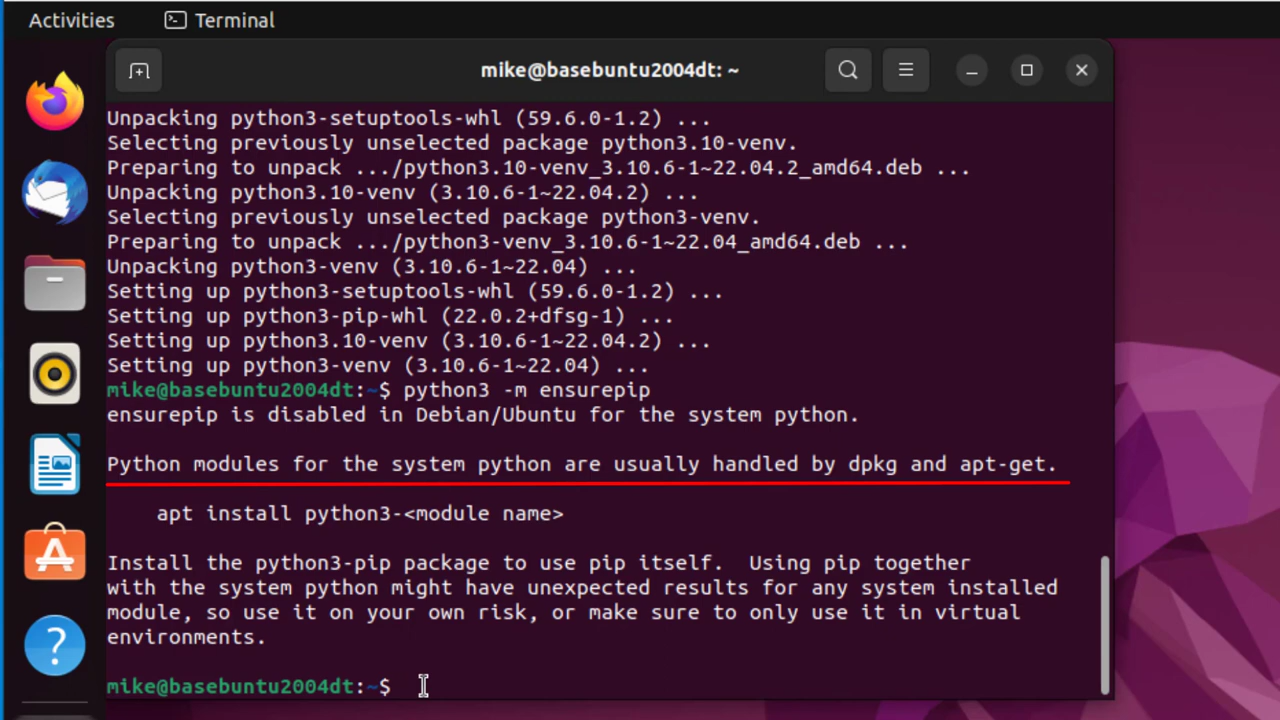 Activities
Terminal
mike@basebuntu2004dt: ~
Unpacking python3-setuptools-whl (59.6.0-1.2) ...
Selecting previously unselected package python3.10-venv.
Preparing to unpack .../python3.10-venv_3.10.6-1~22.04.2_amd64.deb ...
Unpacking python3.10-venv (3.10.6-1~22.04.2) ...
Selecting previously unselected package python3-venv.
Preparing to unpack .../python3-venv_3.10.6-1~22.04_amd64.deb ...
Unpacking python3-venv (3.10.6-1~22.04) ...
Setting up python3-setuptools-whl (59.6.0-1.2) ...
Setting up python3-pip-whl (22.0.2+dfsg-1) ...
Setting up python3.10-venv (3.10.6-1~22.04.2) ...
Setting up python3-venv (3.10.6-1~22.04) ...
mike@basebuntu2004dt:~$ python3 -m ensurepip
ensurepip is disabled in Debian/Ubuntu for the system python.
Python modules for the system python are usually handled by dpkg and apt-get.
apt install python3-<module name>
Install the python3-pip package to use pip itself.  Using pip together
with the system python might have unexpected results for any system installed
module, so use it on your own risk, or make sure to only use it in virtual
environments.
mike@basebuntu2004dt:~$